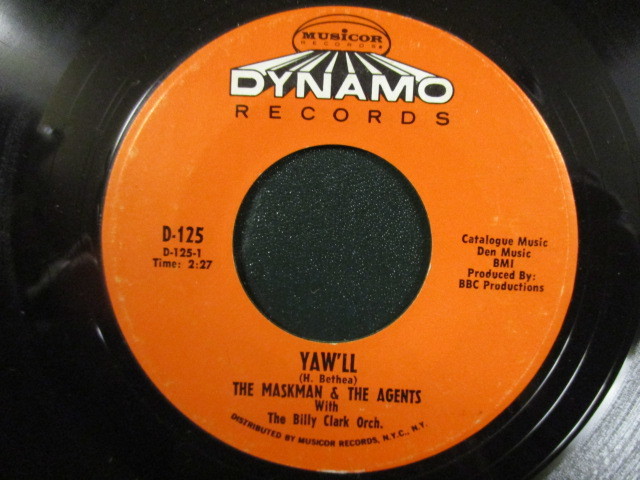 MUSICOR
RECORDS
DYNAMO
RECORDS
D-125
D-125-1
Time: 2:27
Catalogue Music
Den Music
BMI
Produced By:
BBC Productions
YAW'LL
(H. Bethea)
THE MASKMAN & THE AGENTS
With
The Billy Clark Orch.
DISTRIBUTED BY MUSICOR RECORDS, N.Y.C., N.Y.